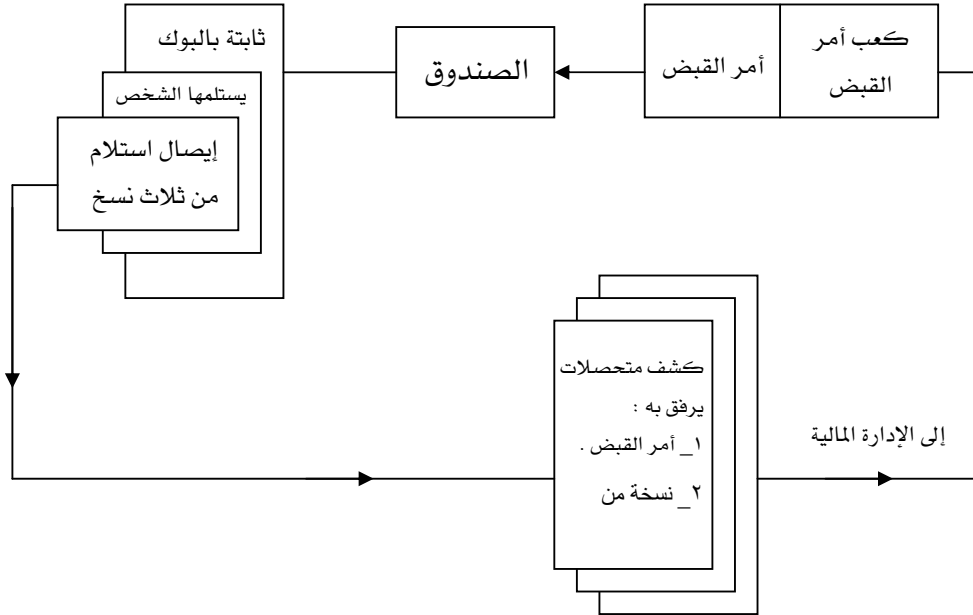 كعب أمر
القبض
أمر القبض
الصندوق
ثابتة بالبوك
يستلمها الشخص
إيصال استلام
من ثلاث نسخ
كشف متحصلات
يرفق به :
١_ أمر القبض .
٢_ نسخة من
إلى الإدارة المالية